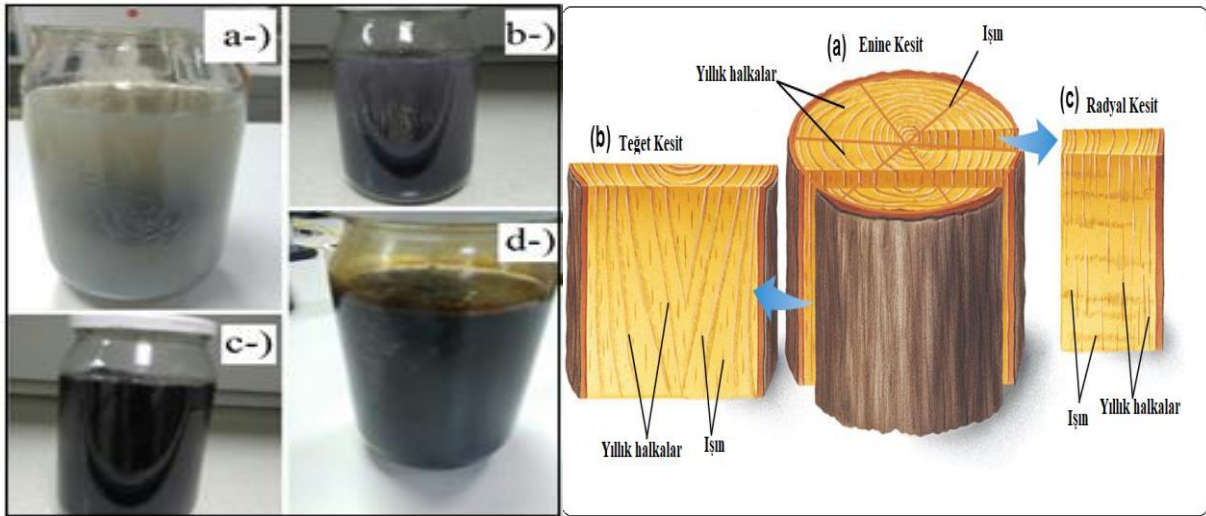 a-)
b-)
c-)
d-)
(a)
Enine Kesit
Işın
Yıllık halkalar
(b) Teğet Kesit
(c) Radyal Kesit
Yıllık halkalar
Işın
Işın
Yıllık halkalar